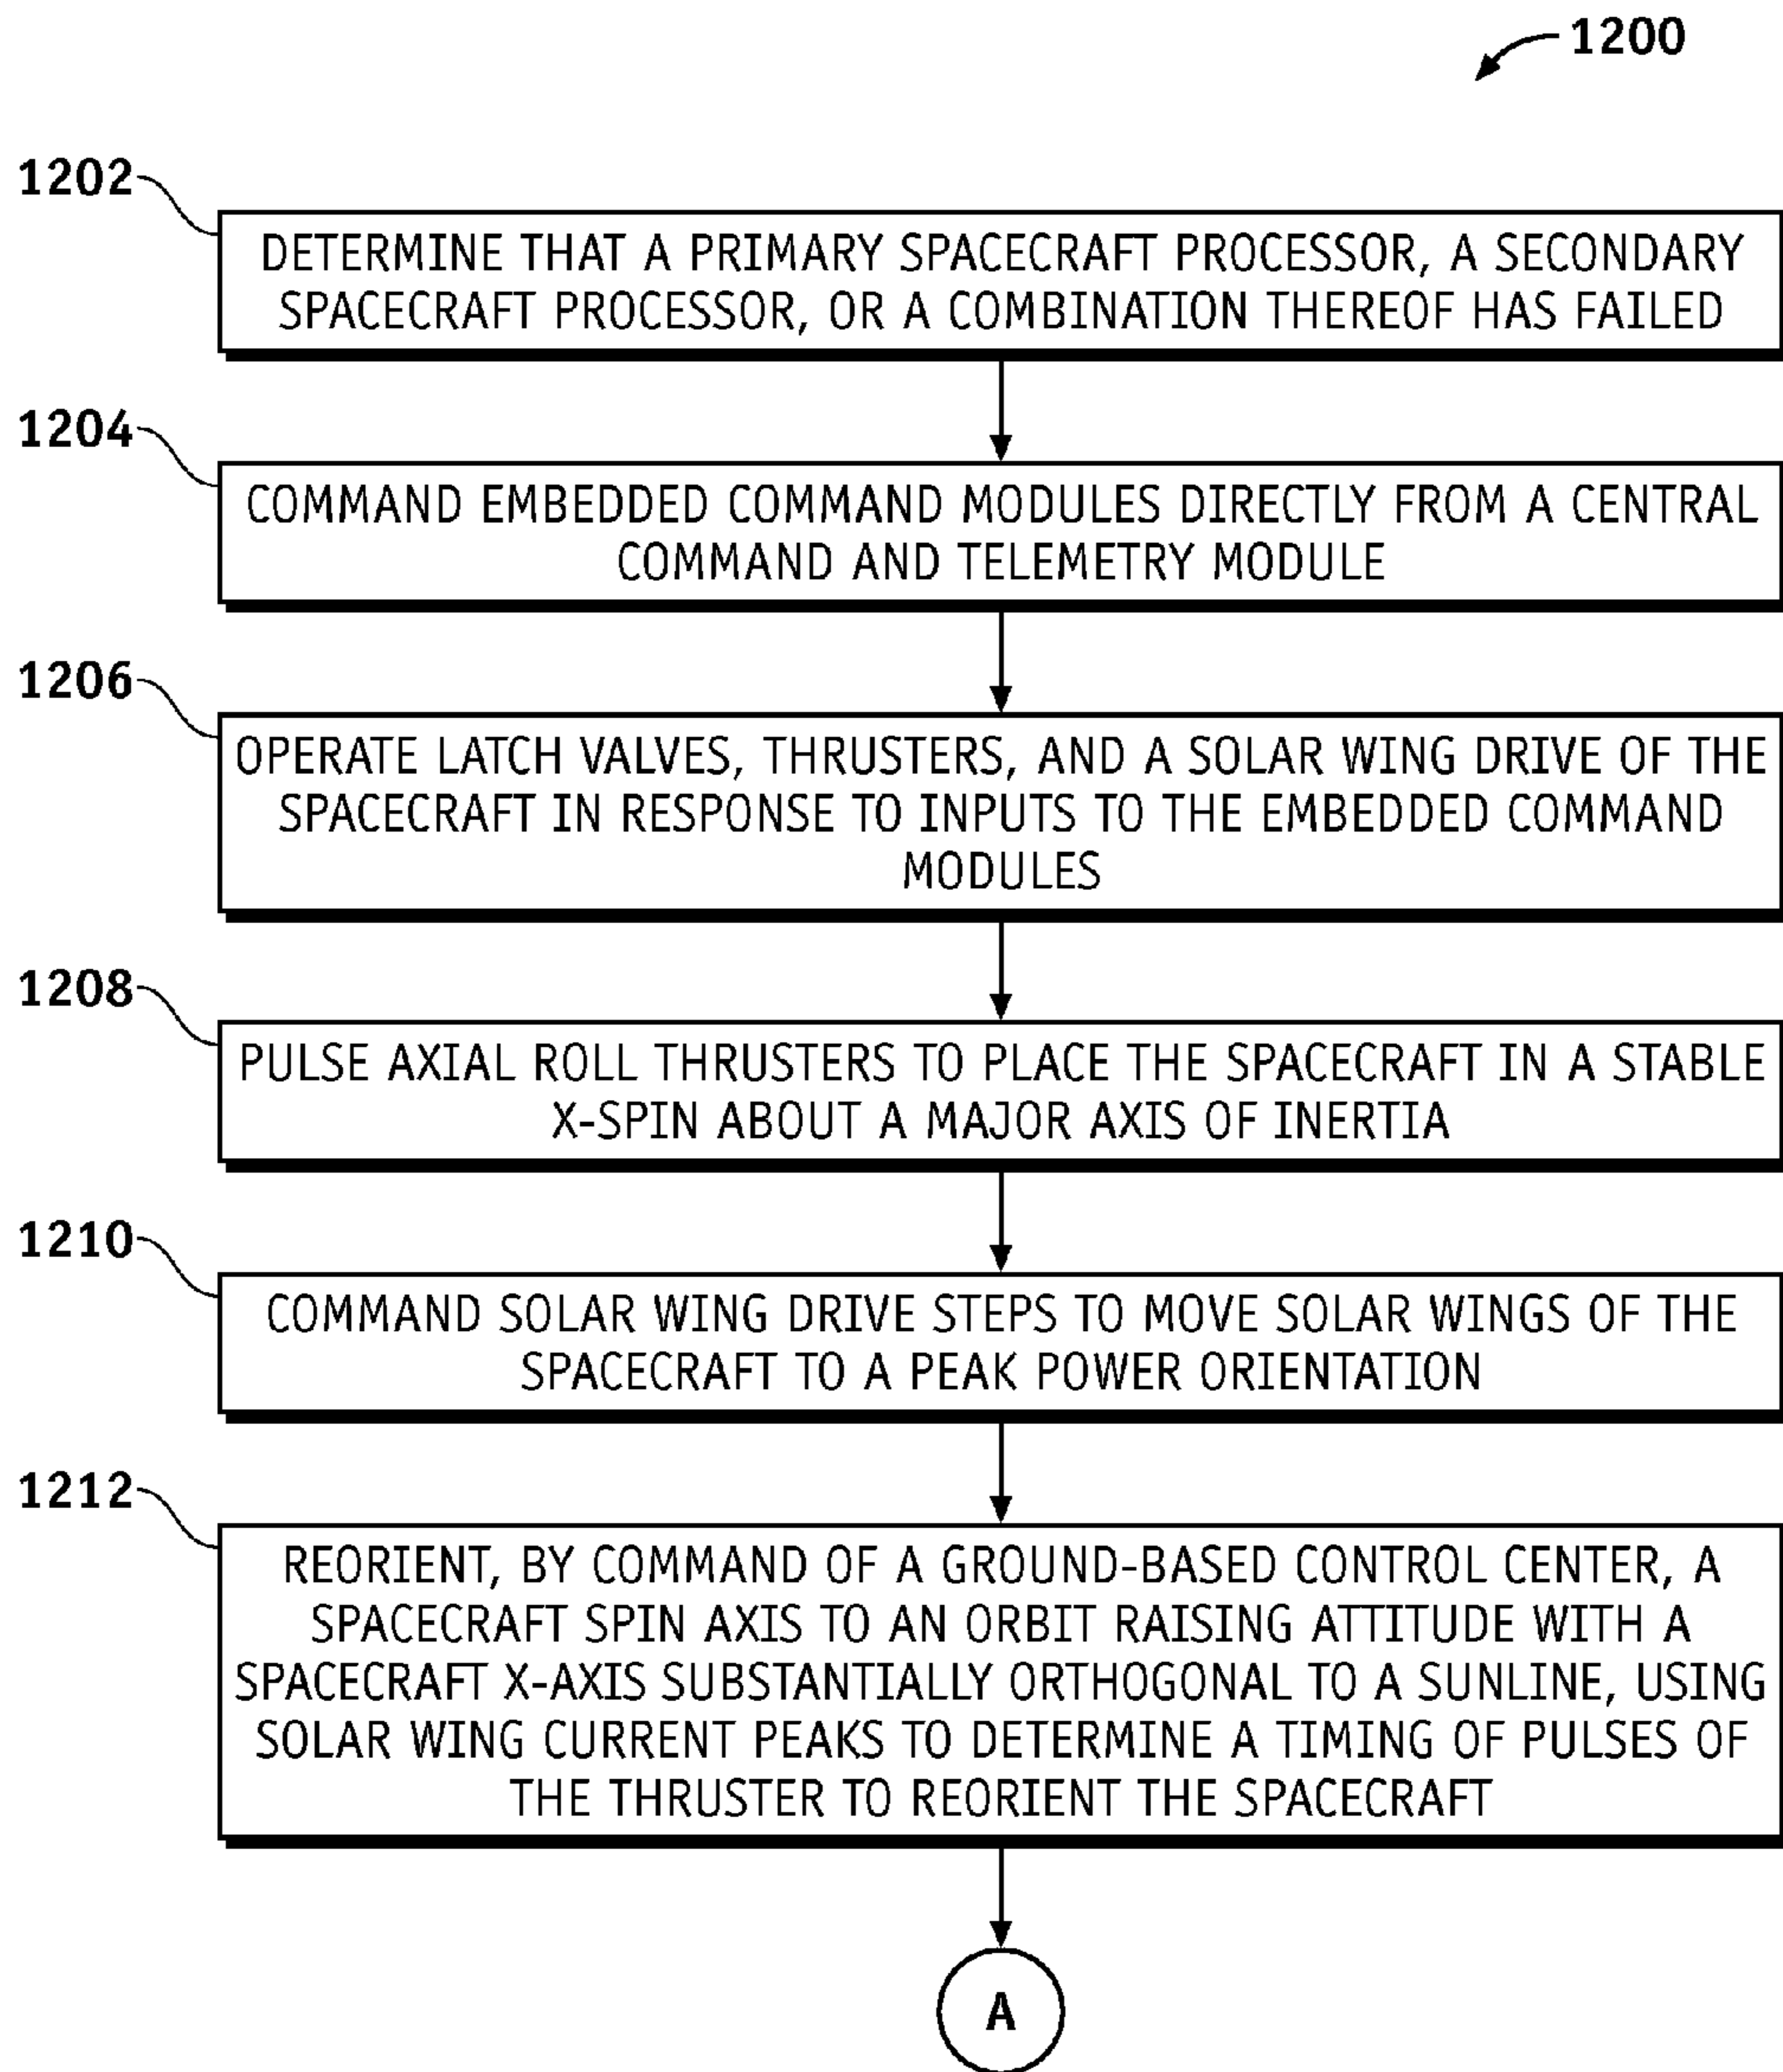 1200
1202
DETERMINE THAT A PRIMARY SPACECRAFT PROCESSOR, A SECONDARY
SPACECRAFT PROCESSOR, OR A COMBINATION THEREOF HAS FAILED
1204
COMMAND EMBEDDED COMMAND MODULES DIRECTLY FROM A CENTRAL
COMMAND AND TELEMETRY MODULE
1206
OPERATE LATCH VALVES, THRUSTERS, AND A SOLAR WING DRIVE OF THE
SPACECRAFT IN RESPONSE TO INPUTS TO THE EMBEDDED COMMAND
MODULES
1208
PULSE AXIAL ROLL THRUSTERS TO PLACE THE SPACECRAFT IN A STABLE
X-SPIN ABOUT A MAJOR AXIS OF INERTIA
1210
COMMAND SOLAR WING DRIVE STEPS TO MOVE SOLAR WINGS OF THE
SPACECRAFT TO A PEAK POWER ORIENTATION
1212
REORIENT, BY COMMAND OF A GROUND-BASED CONTROL CENTER, A
SPACECRAFT SPIN AXIS TO AN ORBIT RAISING ATTITUDE WITH A
SPACECRAFT X-AXIS SUBSTANTIALLY ORTHOGONAL TO A SUNLINE, USING
SOLAR WING CURRENT PEAKS TO DETERMINE A TIMING OF PULSES OF
THE THRUSTER TO REORIENT THE SPACECRAFT
A